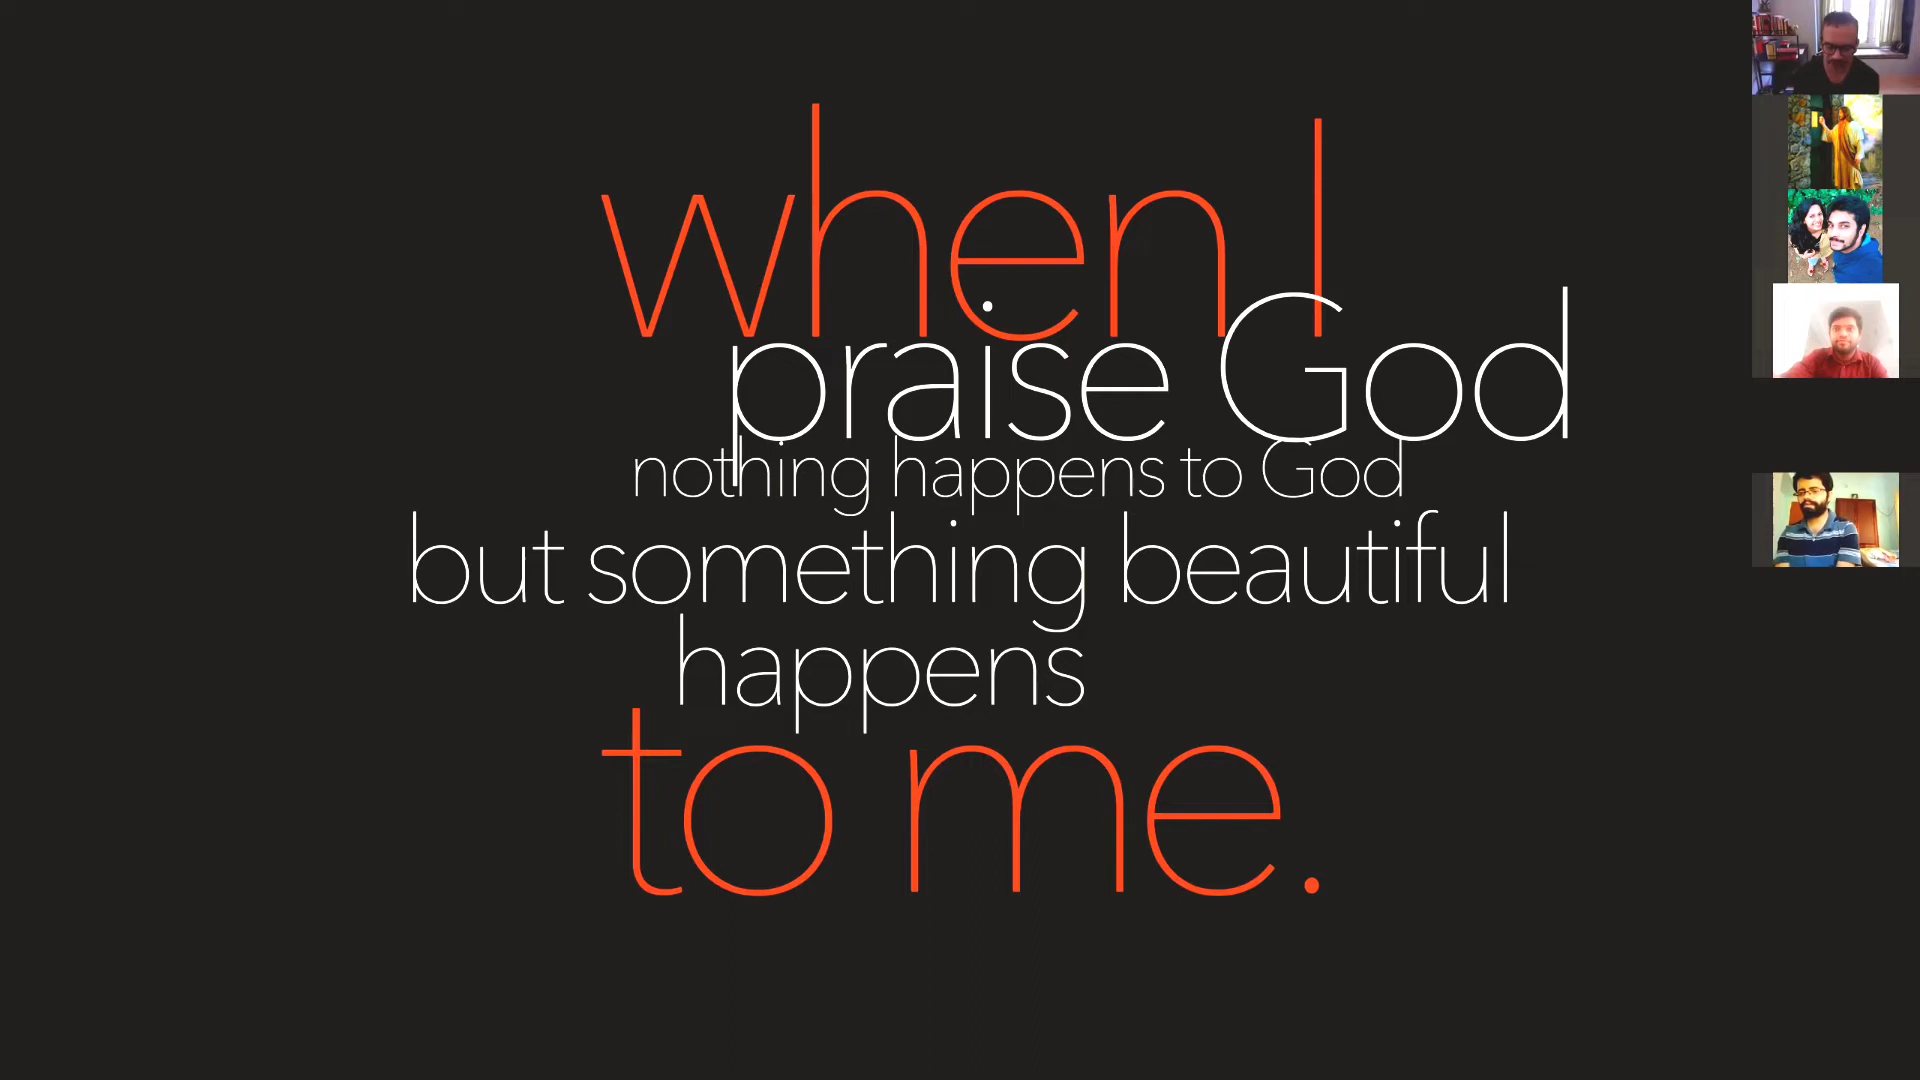 when I
praise God
nothing happens to God
but something beautiful
happens
to me.